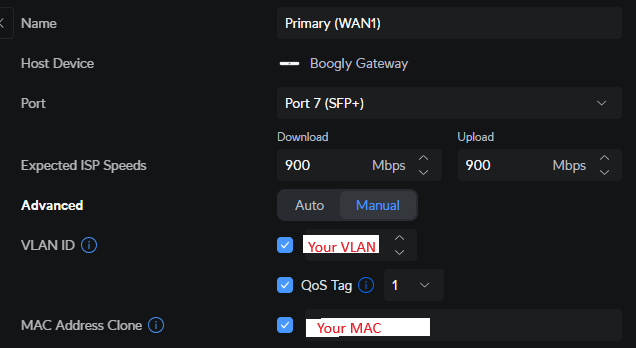 Name
Primary (WAN1)
Host Device
Boogly Gateway
Port
Port 7 (SFP+)
Download
Upload
Expected ISP Speeds
900 Mbps
900 Mbps
Advanced
Auto
Manual
VLAN ID
Your VLAN
QoS Tag
1
MAC Address Clone
Your MAC